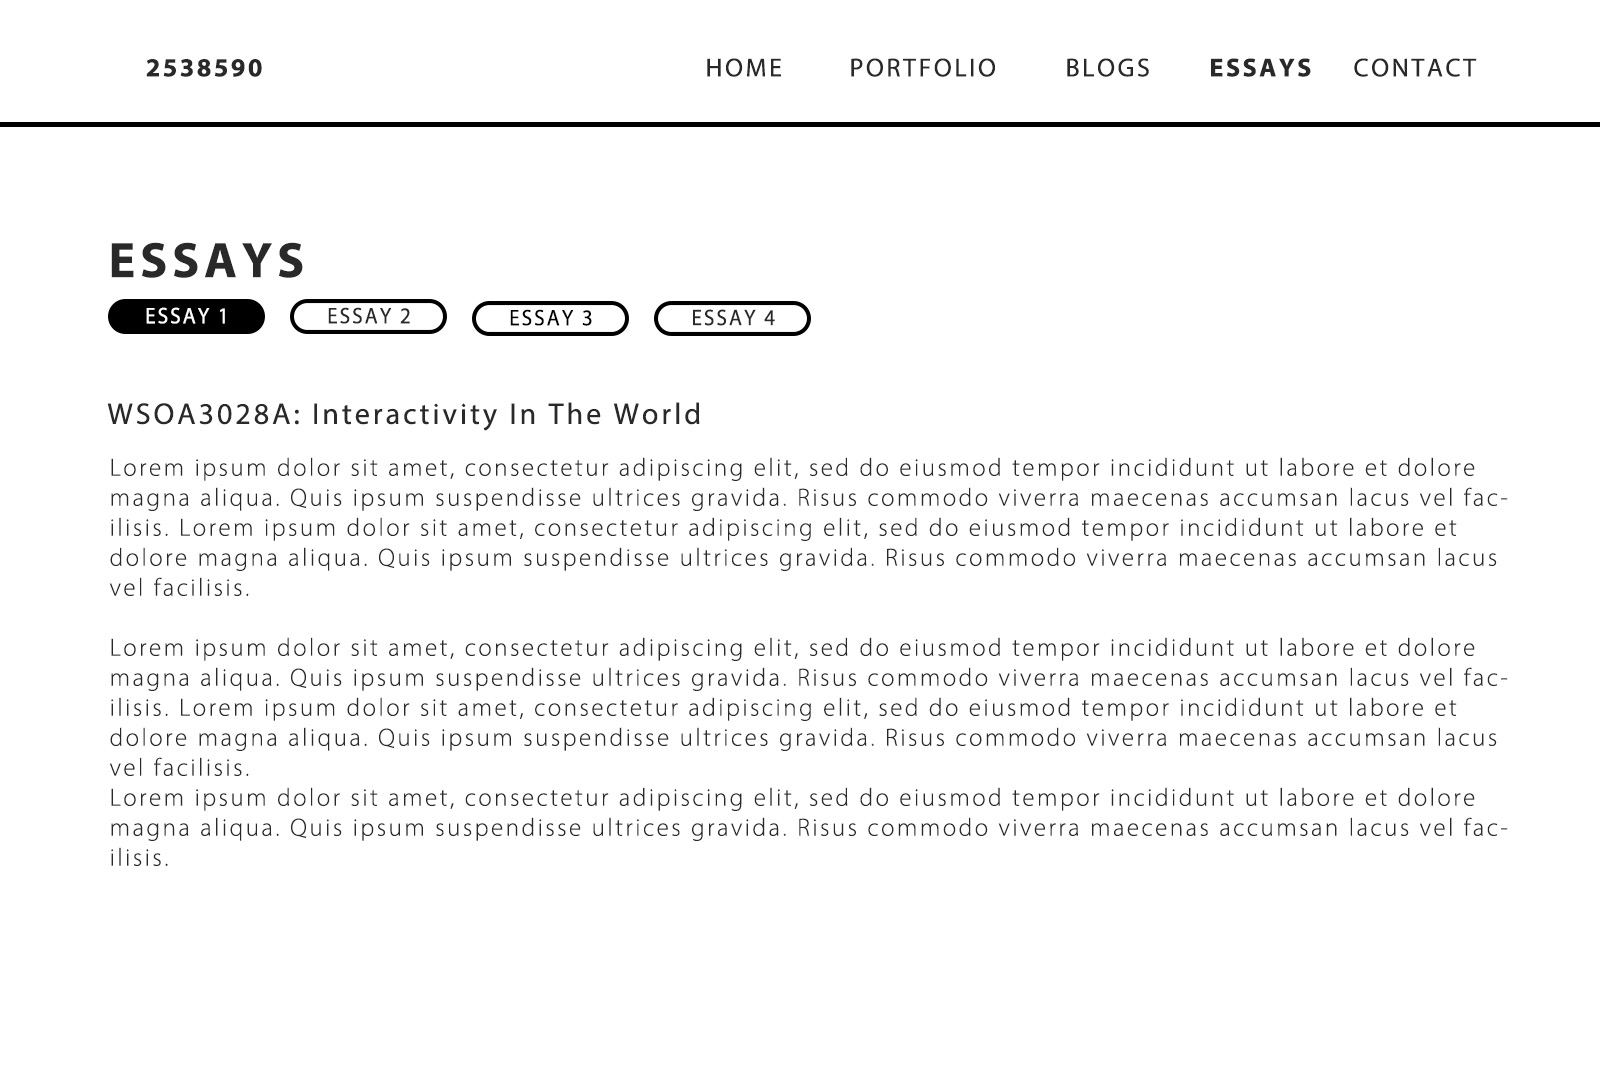 2538590 HOME PORTFOLIO BLOGS ESSAYS CONTACT
ESSAYS
ESSAY 1 ESSAY 2 ESSAY 3 ESSAY 4
WSOA3028A: Interactivity In The World
Lorem ipsum dolor sit amet, consectetur adipiscing elit, sed do eiusmod tempor incididunt ut labore et dolore
magna aliqua. Quis ipsum suspendisse ultrices gravida. Risus commodo viverra maecenas accumsan lacus vel fac-
ilisis. Lorem ipsum dolor sit amet, consectetur adipiscing elit, sed do eiusmod tempor incididunt ut labore et
dolore magna aliqua. Quis ipsum suspendisse ultrices gravida. Risus commodo viverra maecenas accumsan lacus
vel facilisis.
Lorem ipsum dolor sit amet, consectetur adipiscing elit, sed do eiusmod tempor incididunt ut labore et dolore
magna aliqua. Quis ipsum suspendisse ultrices gravida. Risus commodo viverra maecenas accumsan lacus vel fac-
ilisis. Lorem ipsum dolor sit amet, consectetur adipiscing elit, sed do eiusmod tempor incididunt ut labore et
dolore magna aliqua. Quis ipsum suspendisse ultrices gravida. Risus commodo viverra maecenas accumsan lacus
vel facilisis.
Lorem ipsum dolor sit amet, consectetur adipiscing elit, sed do eiusmod tempor incididunt ut labore et dolore
magna aliqua. Quis ipsum suspendisse ultrices gravida. Risus commodo viverra maecenas accumsan lacus vel fac-
ilisis.